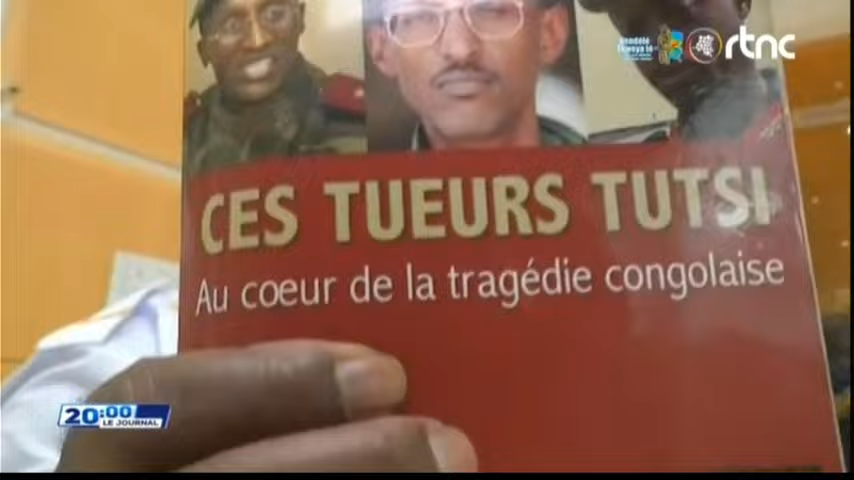 rtnc
CES TUEURS TUTSI
Au coeur de la tragédie congolaise
20:00
LE JOURNAL